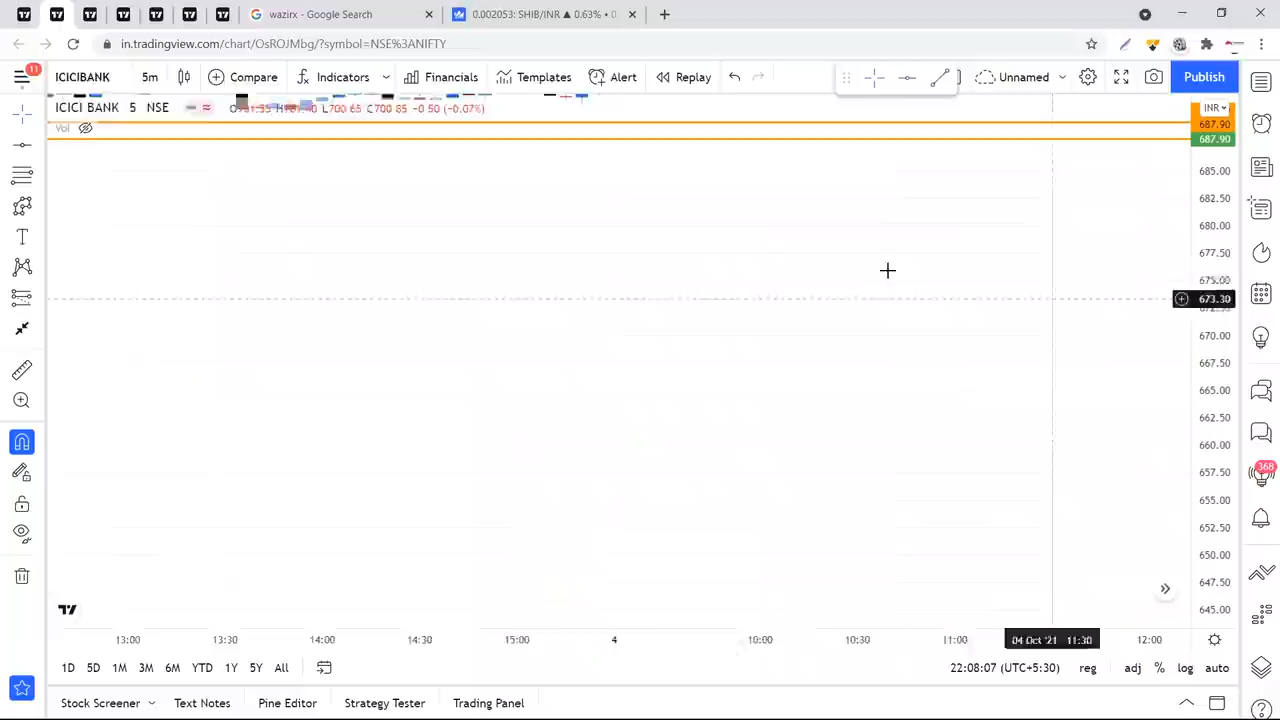 wazirx - Google Search
0.002053: SHIB/INR ▲ 0.63% • 0
in.tradingview.com/chart/OsROJMbg/?symbol=NSE%3ANIFTY
11
ICICIBANK 5m Compare Indicators Financials Templates Alert Replay Unnamed Publish
ICICI BANK 5 NSE L700 65 C700 85 -0 50 (-0.07%)
INR
Vol
687.90
687.90
685.00
682.50
680.00
677.50
675.00
673.30
670.00
667.50
665.00
662.50
660.00
657.50
655.00
652.50
650.00
647.50
645.00
368
13:00 13:30 14:00 14:30 15:00 4 10:00 10:30 11:00 04 Oct '21 11:30 12:00
1D 5D 1M 3M 6M YTD 1Y 5Y All 22:08:07 (UTC+5:30) reg adj % log auto
Stock Screener Text Notes Pine Editor Strategy Tester Trading Panel